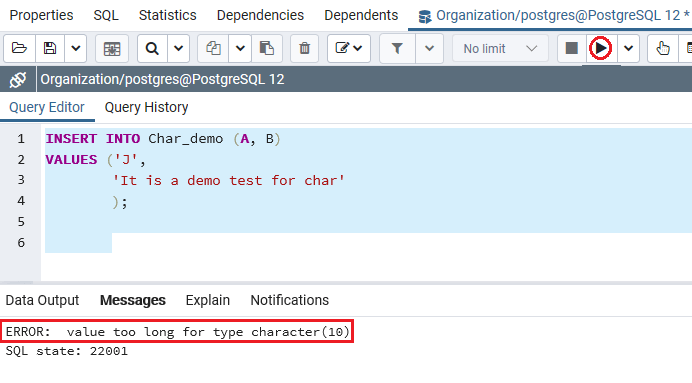 Properties SQL Statistics Dependencies Dependents Organization/postgres@PostgreSQL 12 *
No limit
Organization/postgres@PostgreSQL 12
Query Editor Query History
1 INSERT INTO Char_demo (A, B)
2 VALUES ('J',
3 'It is a demo test for char'
4 );
5
6
Data Output Messages Explain Notifications
ERROR: value too long for type character(10)
SQL state: 22001